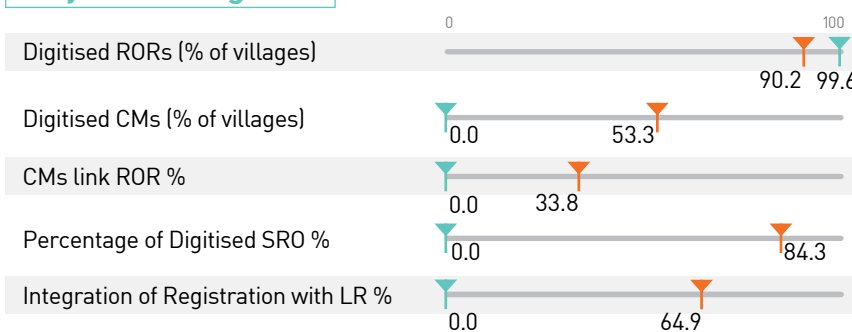 0 100
Digitised RORs (% of villages)
90.2 99.6
Digitised CMs (% of villages)
0.0 53.3
CMs link ROR %
0.0 33.8
Percentage of Digitised SRO %
0.0 84.3
Integration of Registration with LR %
0.0 64.9